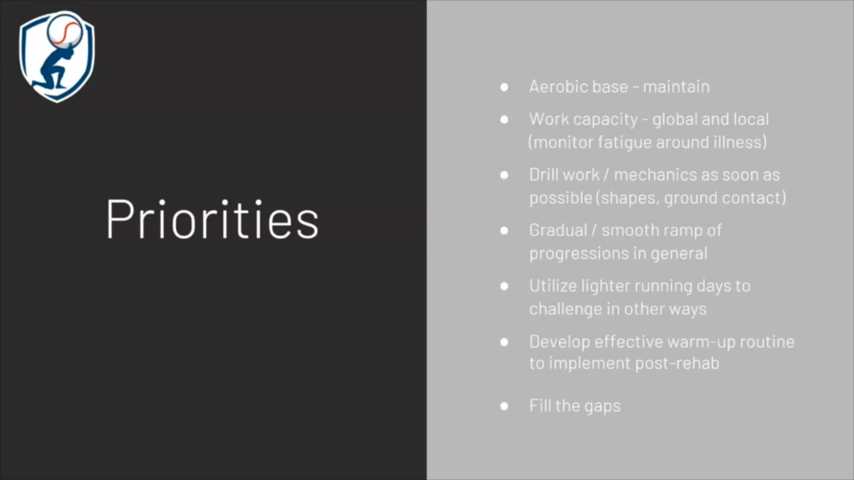 Priorities
● Aerobic base - maintain
● Work capacity - global and local
(monitor fatigue around illness)
● Drill work / mechanics as soon as
possible (shapes, ground contact)
● Gradual / smooth ramp of
progressions in general
● Utilize lighter running days to
challenge in other ways
● Develop effective warm-up routine
to implement post-rehab
● Fill the gaps